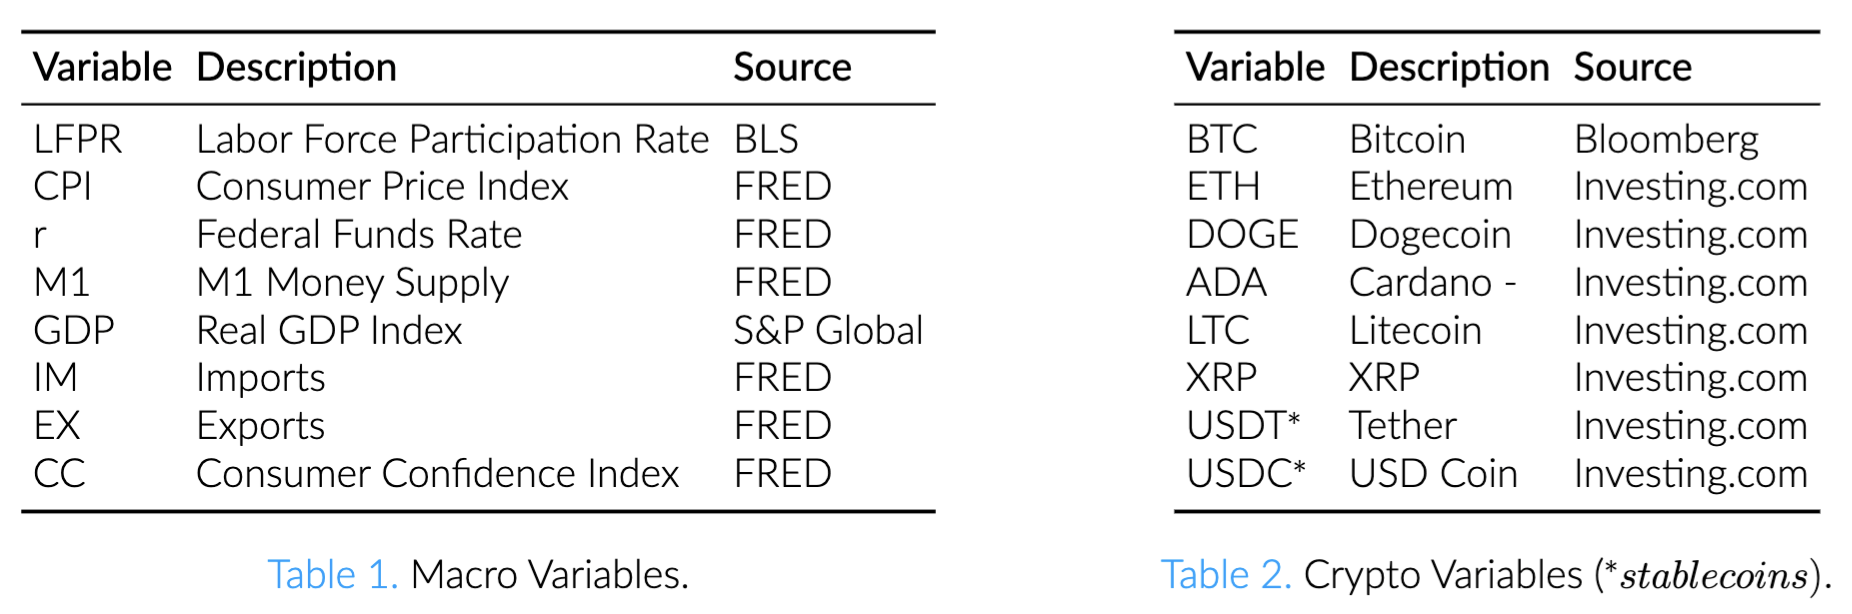 Variable Description Source
LFPR Labor Force Participation Rate BLS
CPI Consumer Price Index FRED
r Federal Funds Rate FRED
M1 M1 Money Supply FRED
GDP Real GDP Index S&P Global
IM Imports FRED
EX Exports FRED
CC Consumer Confidence Index FRED
Table 1. Macro Variables.
Variable Description Source
BTC Bitcoin Bloomberg
ETH Ethereum Investing.com
DOGE Dogecoin Investing.com
ADA Cardano - Investing.com
LTC Litecoin Investing.com
XRP XRP Investing.com
USDT* Tether Investing.com
USDC* USD Coin Investing.com
Table 2. Crypto Variables (*stablecoins).